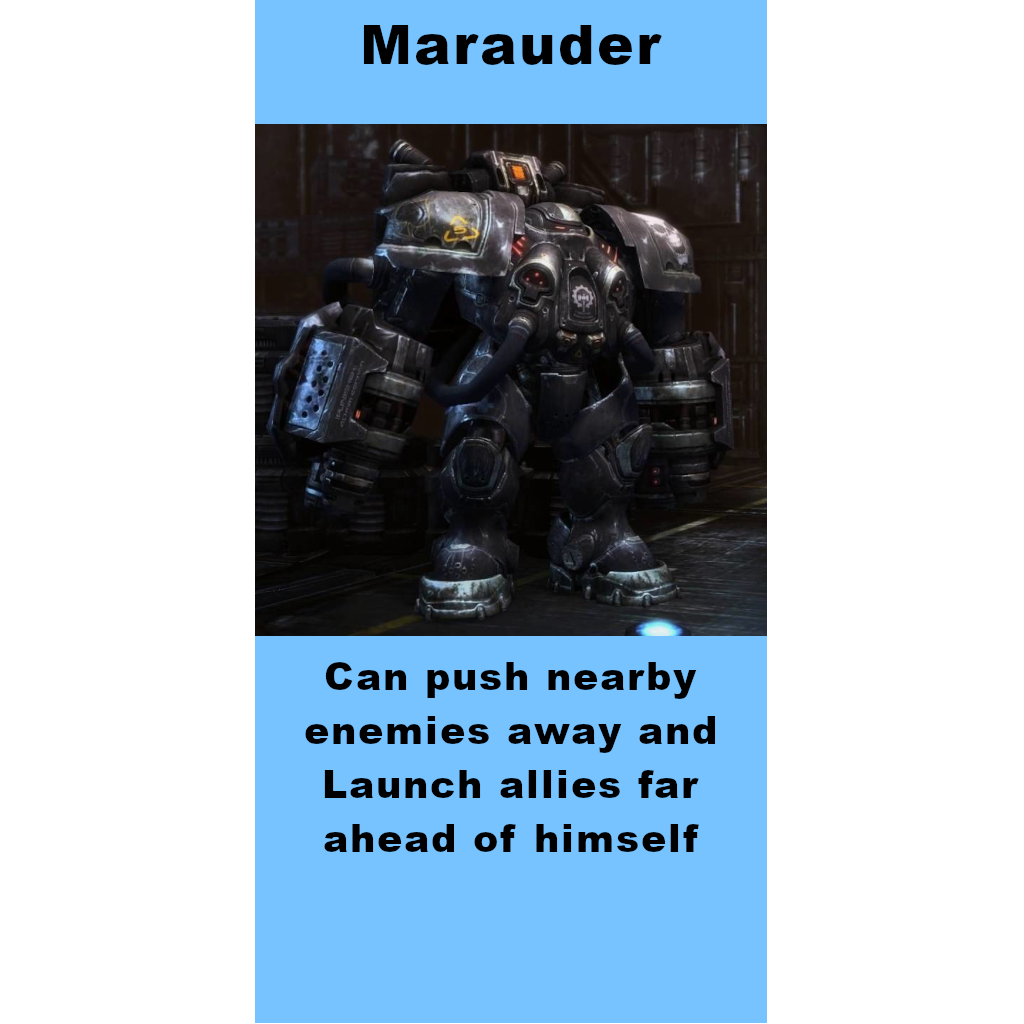 Marauder
Can push nearby
enemies away and
Launch allies far
ahead of himself